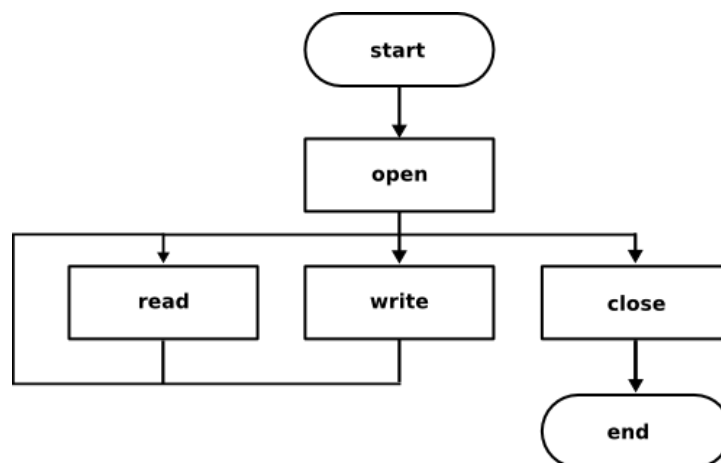 start
open
read
write
close
end